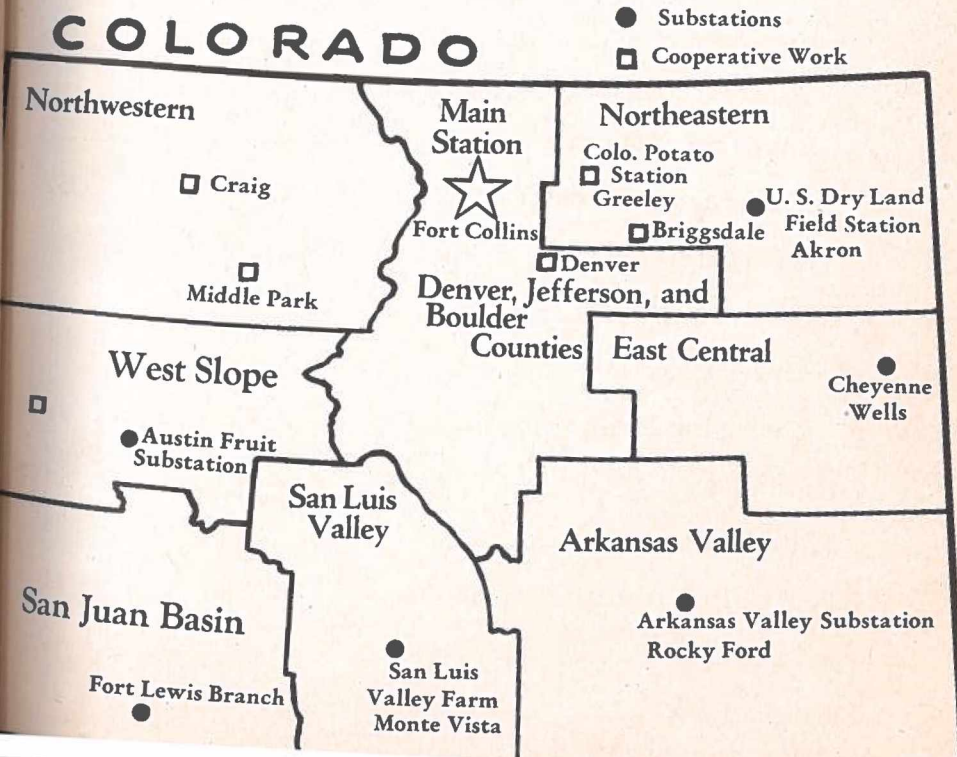 COLORADO
Substations
Cooperative Work
Northwestern
Craig
Middle Park
Main
Station
Fort Collins
Northeastern
Colo. Potato
Station
Greeley
Briggsdale
U. S. Dry Land
Field Station
Akron
Denver
Denver, Jefferson, and
Boulder
Counties
East Central
Cheyenne
Wells
West Slope
Austin Fruit
Substation
San Luis
Valley
Arkansas Valley
Arkansas Valley Substation
Rocky Ford
San Juan Basin
Fort Lewis Branch
San Luis
Valley Farm
Monte Vista